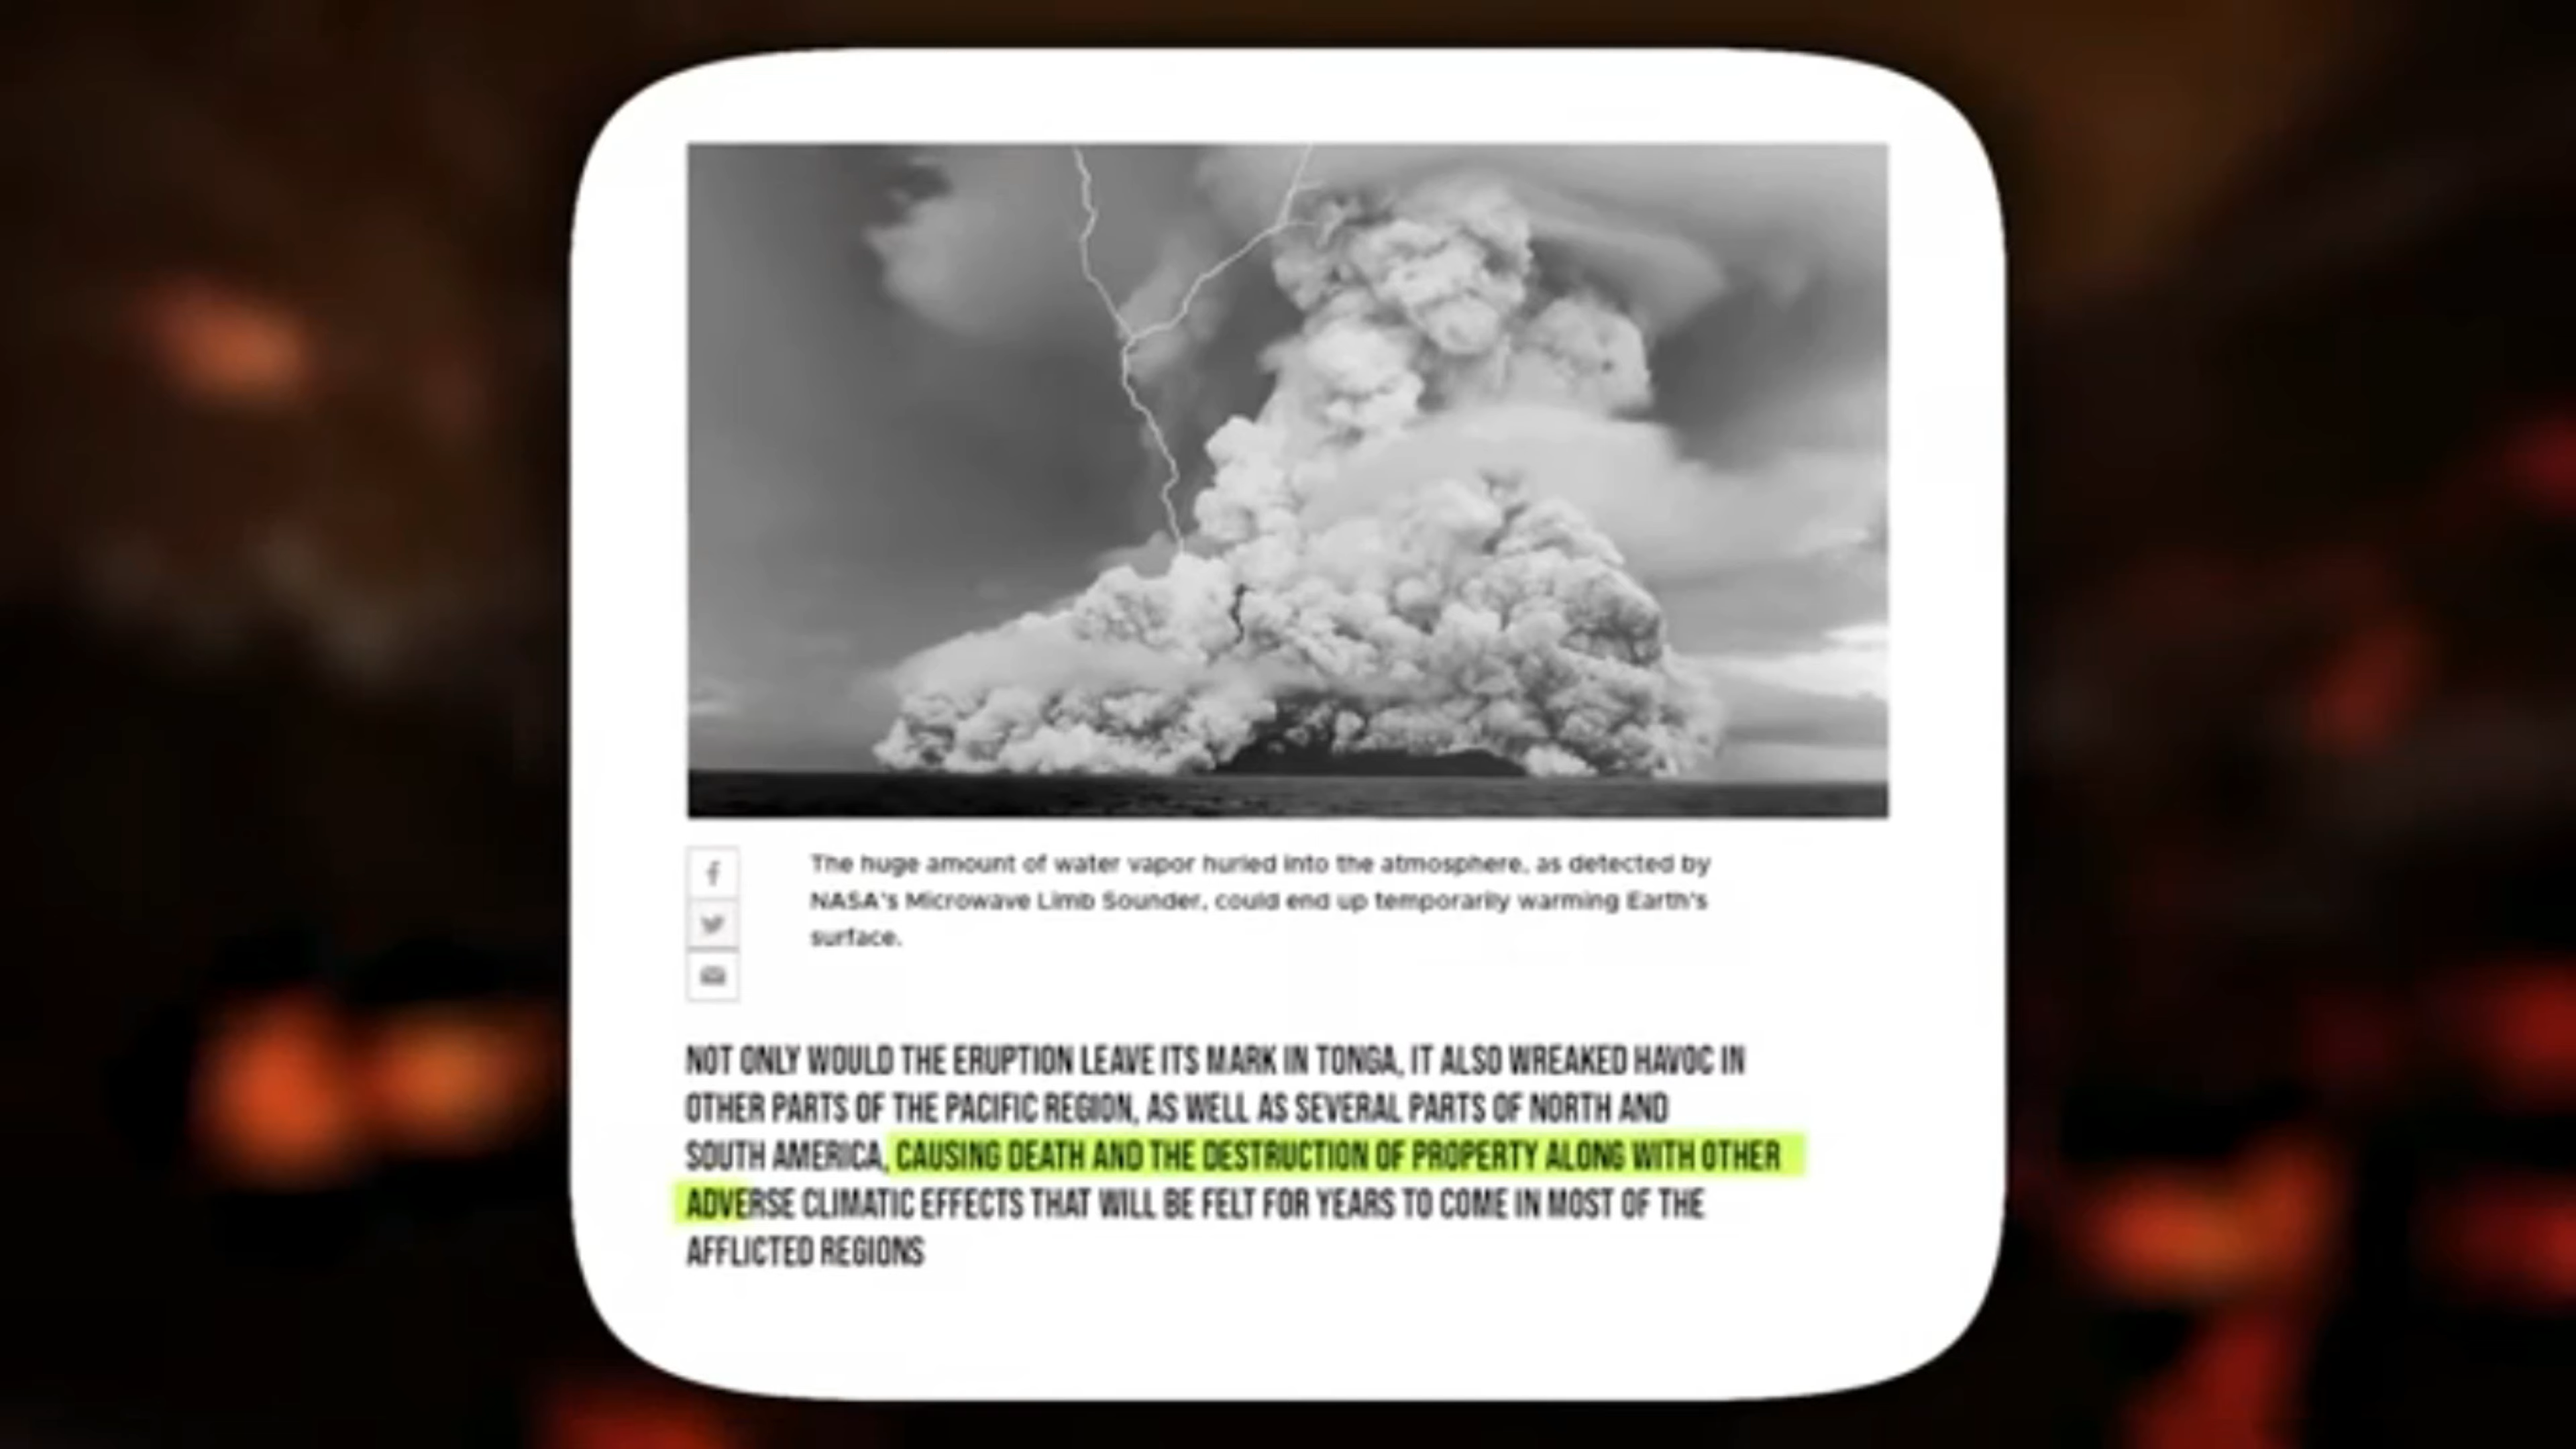 The huge amount of water vapor hurled into the atmosphere, as detected by
NASA's Microwave Limb Sounder, could end up temporarily warming Earth's
surface.
NOT ONLY WOULD THE ERUPTION LEAVE ITS MARK IN TONGA, IT ALSO WREAKED HAVOC IN
OTHER PARTS OF THE PACIFIC REGION, AS WELL AS SEVERAL PARTS OF NORTH AND
SOUTH AMERICA, CAUSING DEATH AND THE DESTRUCTION OF PROPERTY ALONG WITH OTHER
ADVERSE CLIMATIC EFFECTS THAT WILL BE FELT FOR YEARS TO COME IN MOST OF THE
AFFLICTED REGIONS